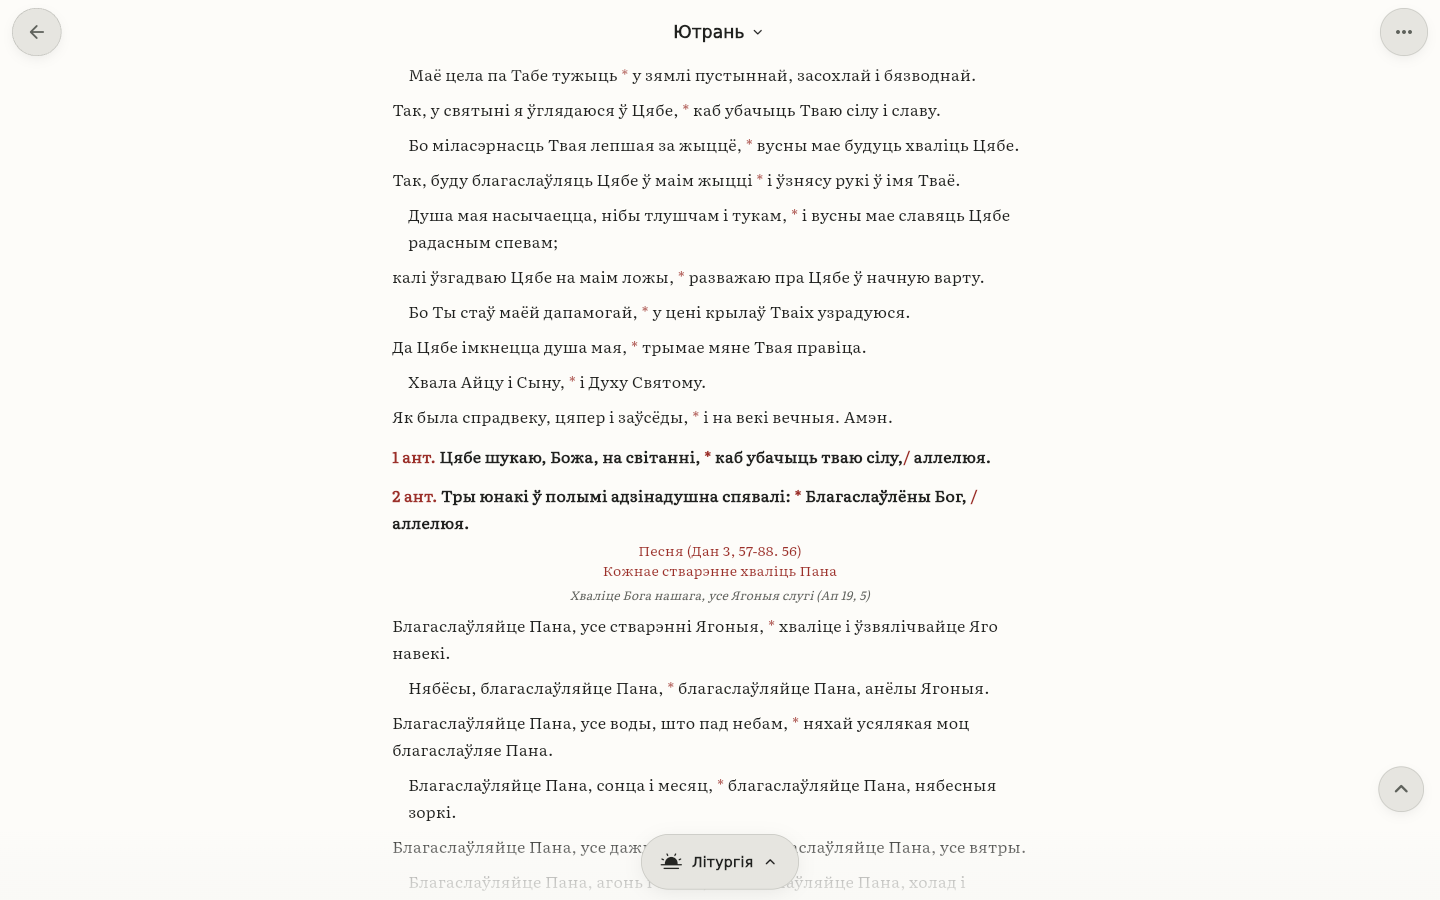 Ютрань
Маё цела па Табе тужыць * у зямлі пустыннай, засохлай і бязводнай.
Так, у святыні я ўглядаюся ў Цябе, * каб убачыць Тваю сілу і славу.
Бо міласэрнасць Твая лепшая за жыццё, * вусны мае будуць хваліць Цябе.
Так, буду благаслаўляць Цябе ў маім жыцці * і ўзнясу рукі ў імя Тваё.
Душа мая насычаецца, нібы тлушчам і тукам, * і вусны мае славяць Цябе
радасным спевам;
калі ўзгадваю Цябе на маім ложы, * разважаю пра Цябе ў начную варту.
Бо Ты стаў маёй дапамогай, * у цені крылаў Тваіх узрадуюся.
Да Цябе імкнецца душа мая, * трымае мяне Твая правіца.
Хвала Айцу і Сыну, * і Духу Святому.
Як была спрадвеку, цяпер і заўсёды, * і на векі вечныя. Амэн.
1 ант. Цябе шукаю, Божа, на світанні, * каб убачыць тваю сілу,/ аллелюя.
2 ант. Тры юнакі ў полымі адзінадушна спявалі: * Благаслаўлёны Бог, /
аллелюя.
Песня (Дан 3, 57-88. 56)
Кожнае стварэнне хваліць Пана
Хваліце Бога нашага, усе Ягоныя слугі (Ап 19, 5)
Благаслаўляйце Пана, усе стварэнні Ягоныя, * хваліце і ўзвялічвайце Яго
навекі.
Нябёсы, благаслаўляйце Пана, * благаслаўляйце Пана, анёлы Ягоныя.
Благаслаўляйце Пана, усе воды, што пад небам, * няхай усялякая моц
благаслаўляе Пана.
Благаслаўляйце Пана, сонца і месяц, * благаслаўляйце Пана, нябесныя
зоркі.
Благаслаўляйце Пана, усе Пана, усе вятры.
Благаслаўляйце Пана, агонь Пана, холад і
Літургія